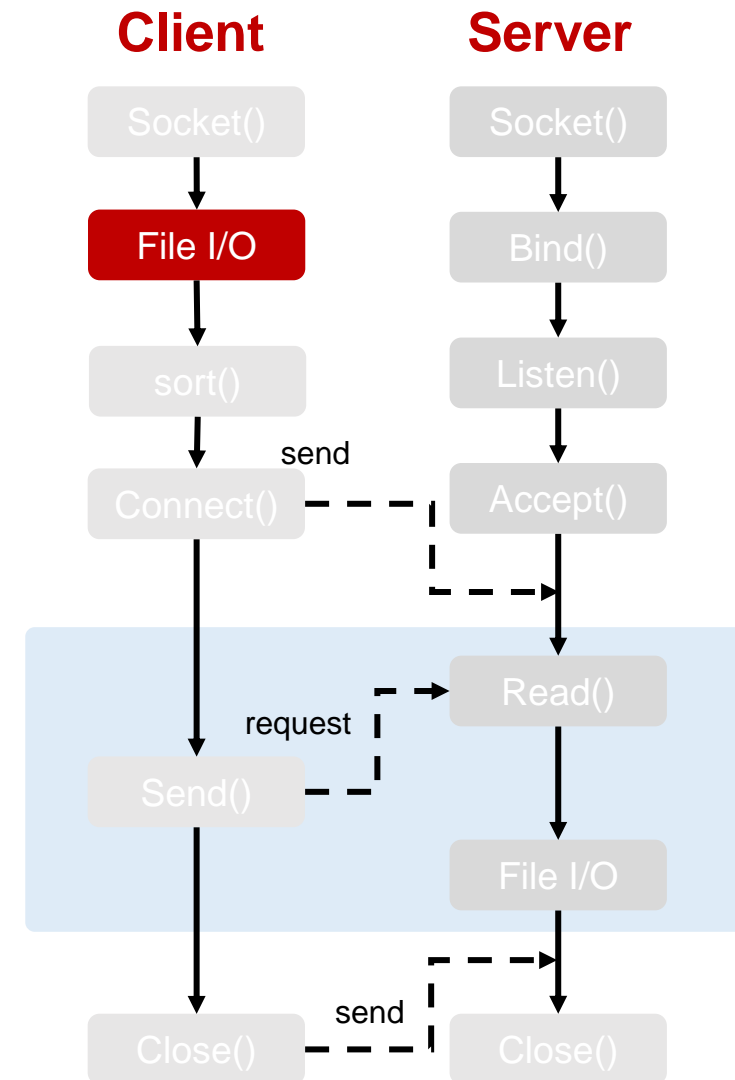 Client
Server
Socket()
Socket()
File I/O
Bind()
sort()
Listen()
send
Connect()
Accept()
Read()
request
Send()
File I/O
send
Close()
Close()